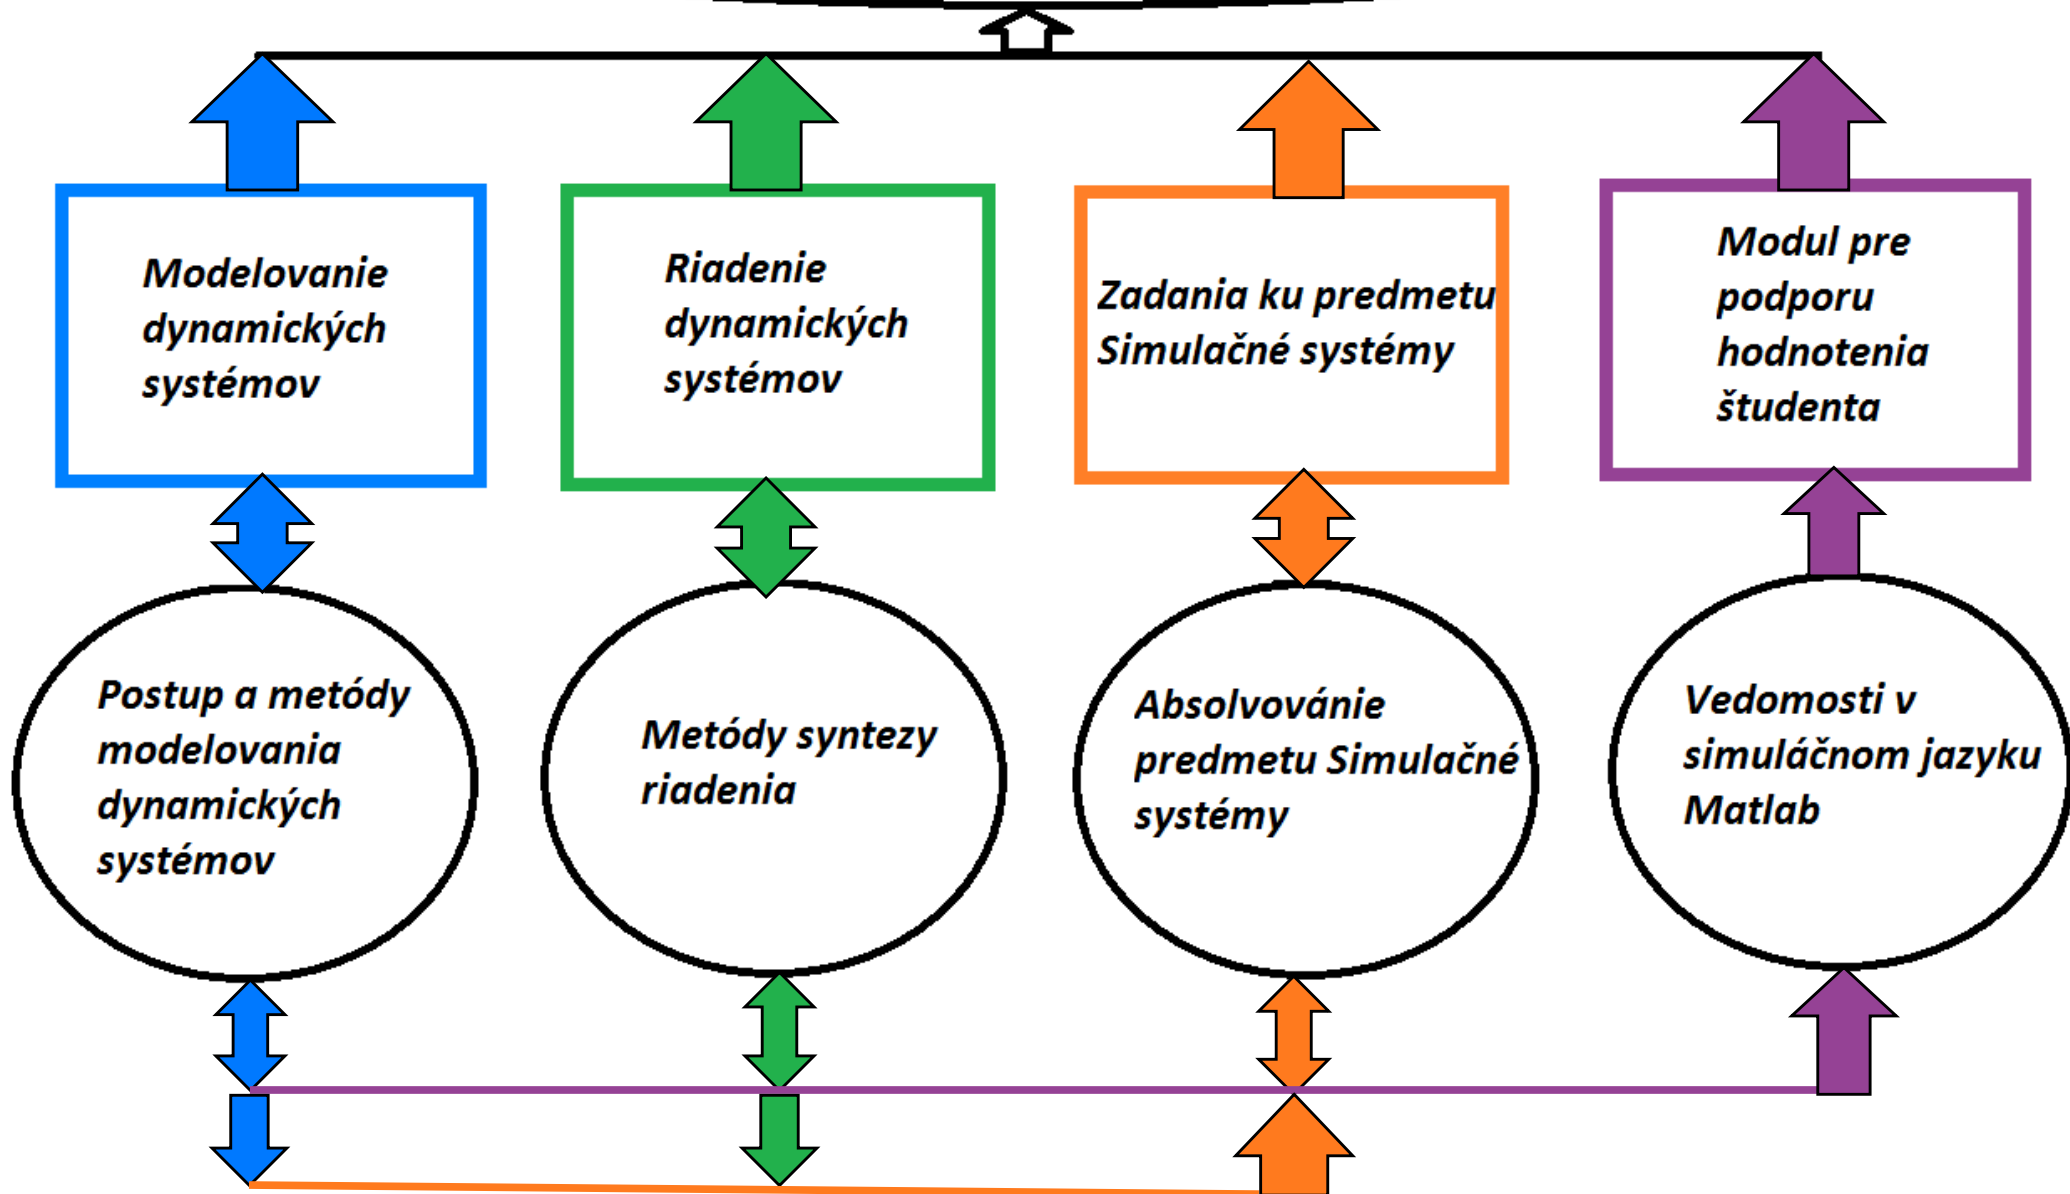 Modelovanie
dynamických
systémov
Riadenie
dynamických
systémov
Zadania ku predmetu
Simulačné systémy
Modul pre
podporu
hodnotenia
študenta
Postup a metódy
modelovania
dynamických
systémov
Metódy syntezy
riadenia
Absolvovánie
predmetu Simulačné
systémy
Vedomosti v
simuláčnom jazyku
Matlab